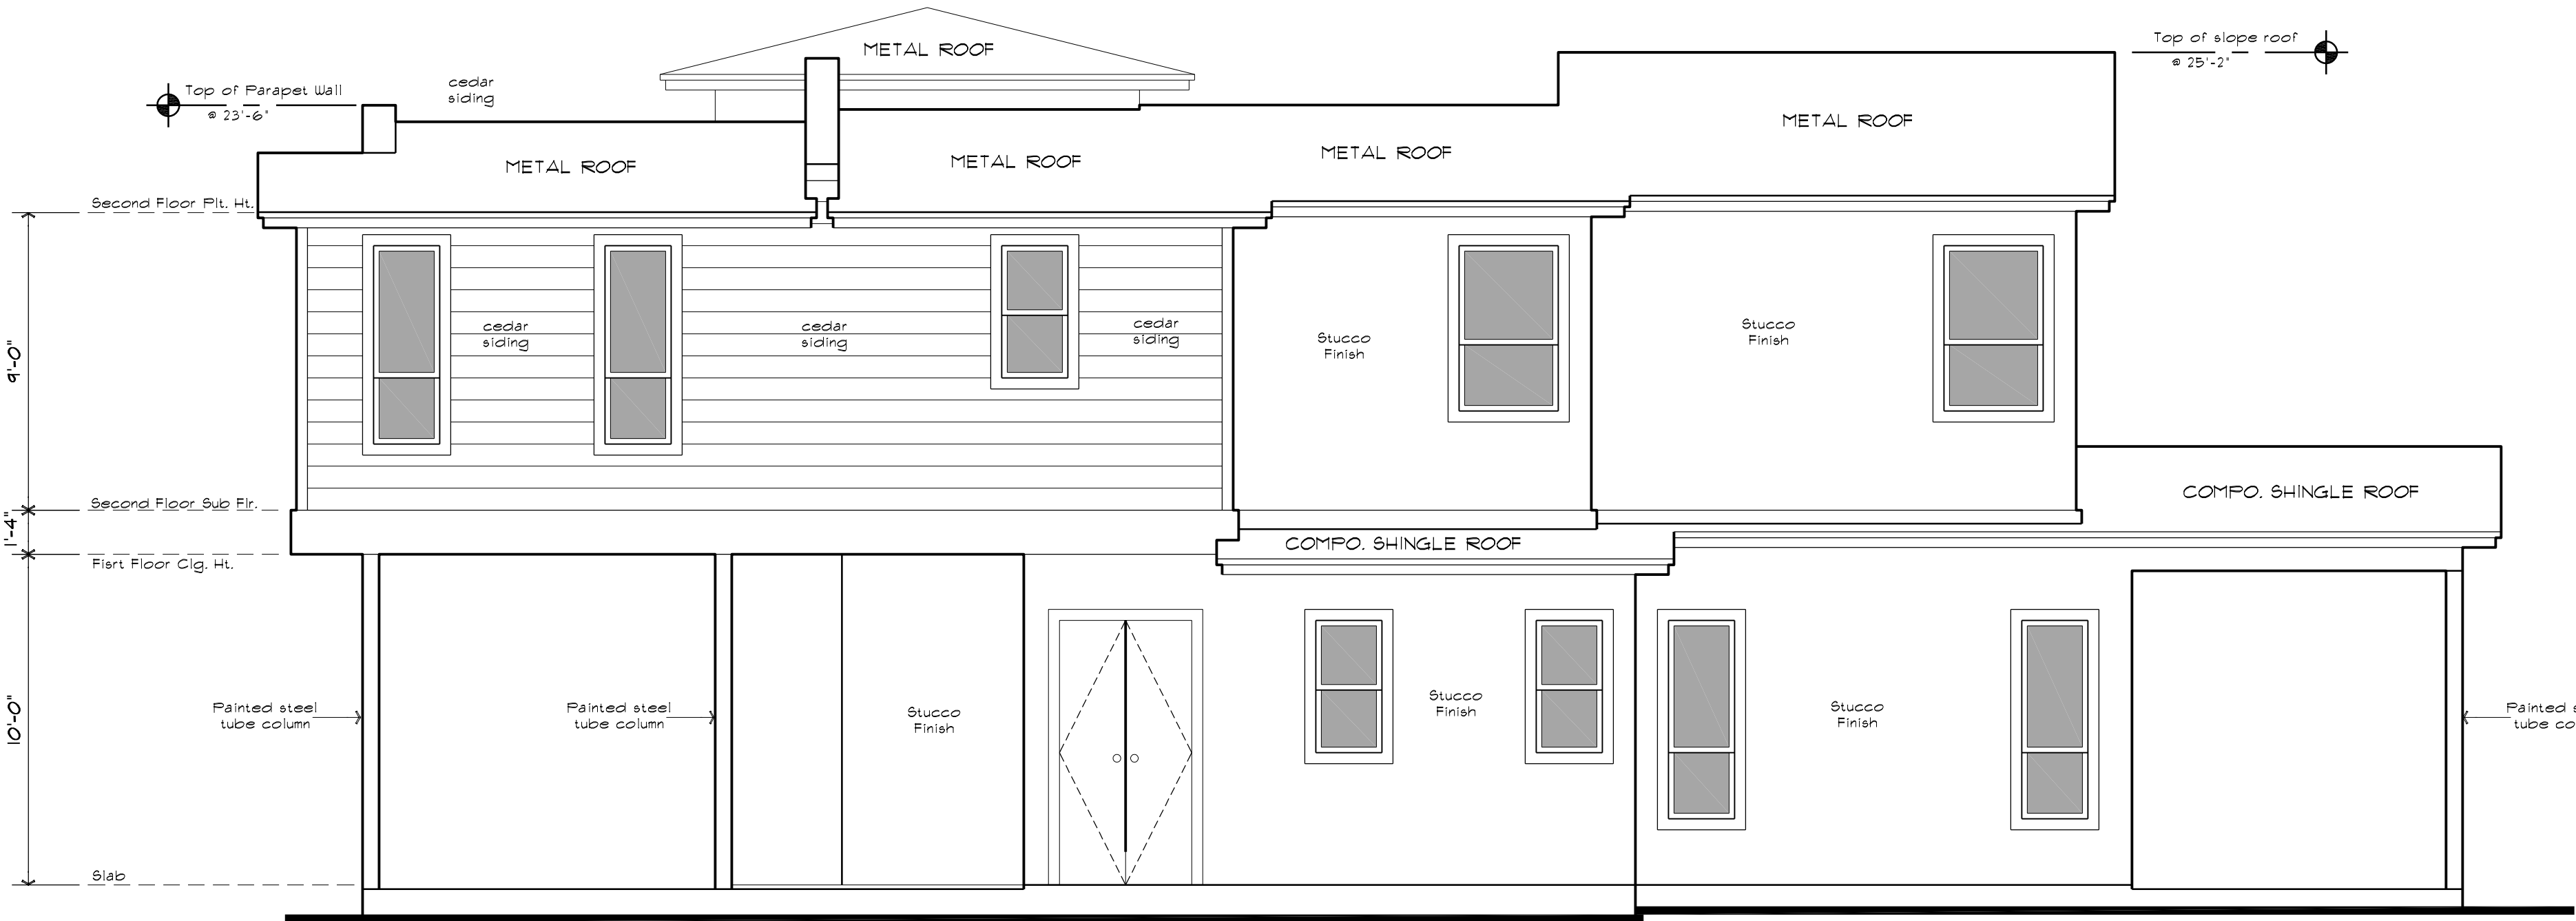 METAL ROOF
Top of slope roof
@ 25'-2"
cedar
siding
Top of Parapet Wall
@ 23'-6"
METAL ROOF
METAL ROOF
METAL ROOF
METAL ROOF
Second Floor Plt. Ht.
9'-0"
cedar
siding
cedar
siding
cedar
siding
Stucco
Finish
Stucco
Finish
Second Floor Sub Flr.
1'-4"
COMPO. SHINGLE ROOF
COMPO. SHINGLE ROOF
Fisrt Floor Clg. Ht.
10'-0"
Painted steel
tube column
Painted steel
tube column
Stucco
Finish
Stucco
Finish
Stucco
Finish
Painted
tube
Slab